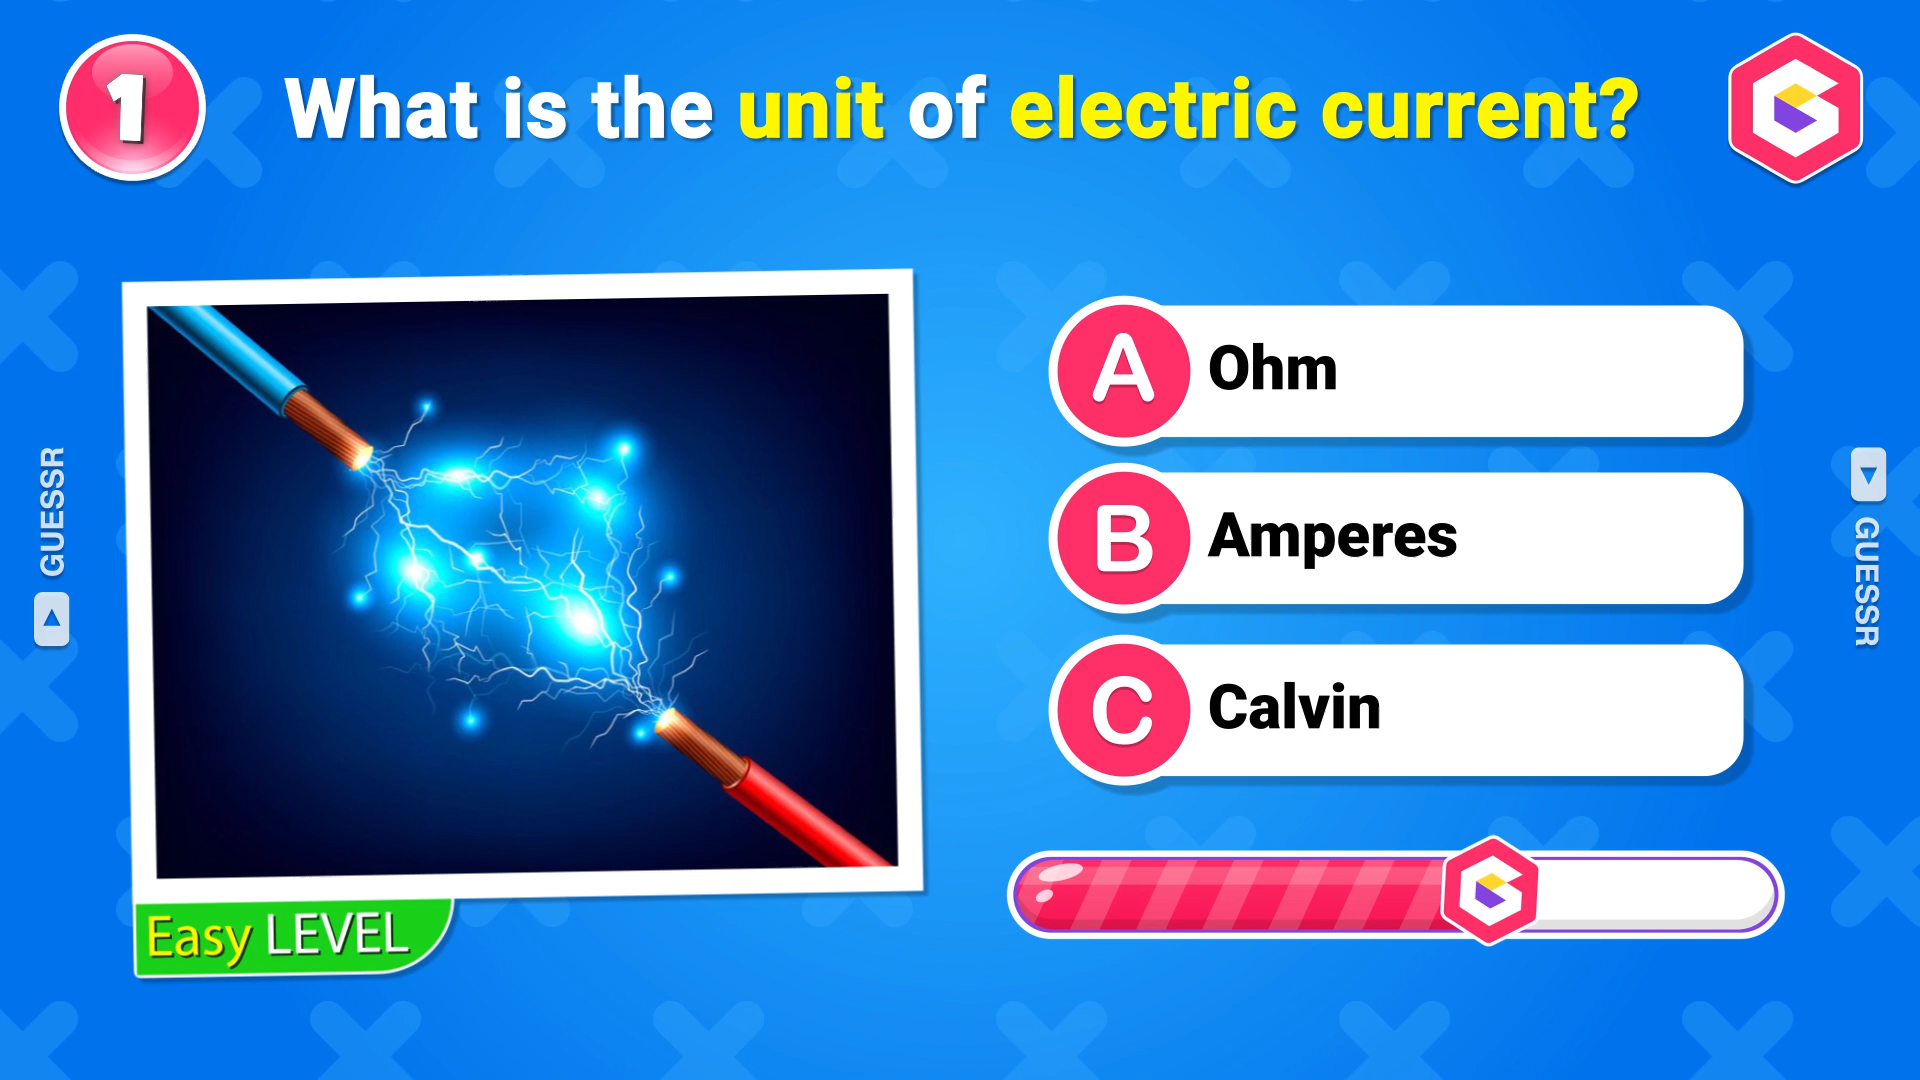 1
What is the unit of electric current?
A Ohm
B Amperes
C Calvin
Easy LEVEL
GUESSR
GUESSR